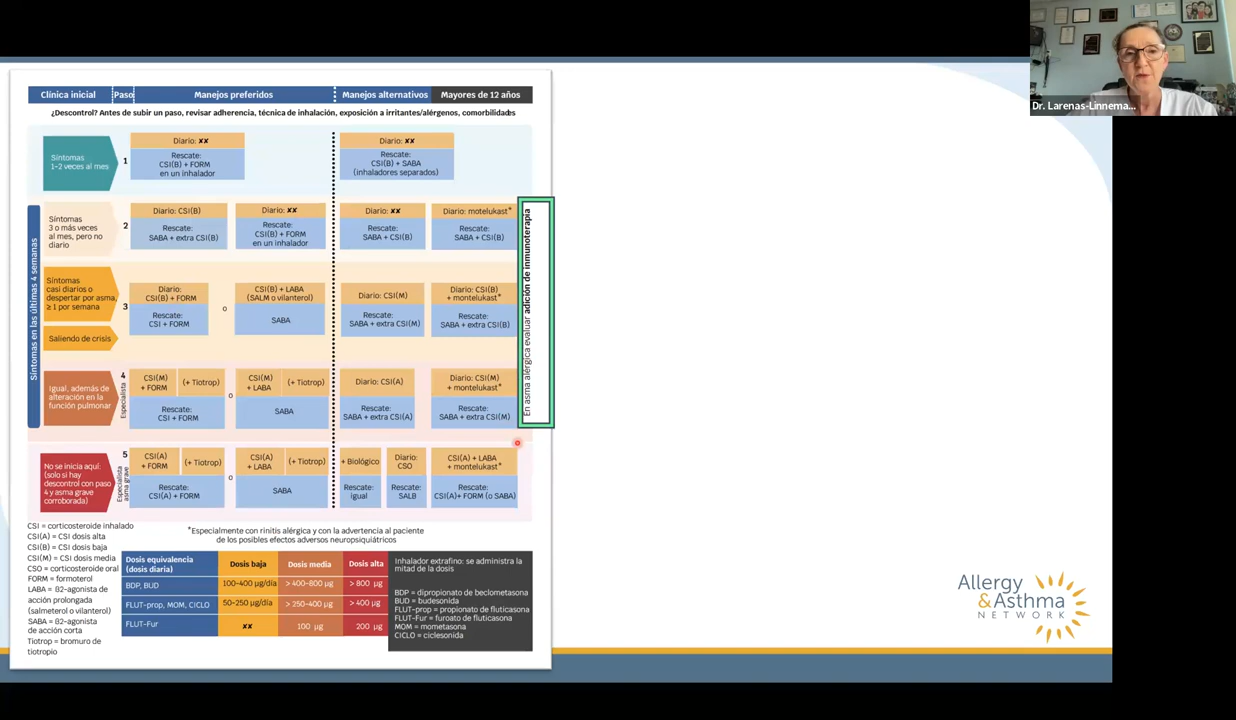 Dr. Larenas-Linnema...
Clínica inicial
Paso
Manejos preferidos
Manejos alternativos
Mayores de 12 años
¿Descontrol? Antes de subir un paso, revisar adherencia, técnica de inhalación, exposición a irritantes/alérgenos, comorbilidades
Síntomas
1-2 veces al mes
1
Diario: ✘✘
Rescate:
CSI(B) + FORM
en un inhalador
Diario: ✘✘
Rescate:
CSI(B) + SABA
(inhaladores separados)
Síntomas en las últimas 4 semanas
Síntomas
3 o más veces
al mes, pero no
diario
2
Diario: CSI(B)
Rescate:
SABA + extra CSI(B)
Diario: ✘✘
Rescate:
CSI(B) + FORM
en un inhalador
Diario: ✘✘
Rescate:
SABA + CSI(B)
Diario: motelukast*
Rescate:
SABA + CSI(B)
En asma alérgica evaluar adición de inmunoterapia
Síntomas
casi diarios o
despertar por asma,
≥ 1 por semana
Saliendo de crisis
3
Diario:
CSI(B) + FORM
Rescate:
CSI + FORM
o
CSI(B) + LABA
(SALM o vilanterol)
SABA
Diario: CSI(M)
Rescate:
SABA + extra CSI(M)
Diario: CSI(B)
+ montelukast*
Rescate:
SABA + extra CSI(B)
Igual, además de
alteración en la
función pulmonar
4
Especialista
CSI(M)
+ FORM
(+ Tiotrop)
Rescate:
CSI + FORM
o
CSI(M)
+ LABA
(+ Tiotrop)
SABA
Diario: CSI(A)
Rescate:
SABA + extra CSI(A)
Diario: CSI(M)
+ montelukast*
Rescate:
SABA + extra CSI(M)
No se inicia aquí:
(solo si hay
descontrol con paso
4 y asma grave
corroborada)
5
Especialista
asma grave
CSI(A)
+ FORM
(+ Tiotrop)
Rescate:
CSI(A) + FORM
o
CSI(A)
+ LABA
(+ Tiotrop)
SABA
+ Biológico
Rescate:
igual
Diario:
CSO
Rescate:
SALB
CSI(A) + LABA
+ montelukast*
Rescate:
CSI(A)+ FORM (o SABA)
CSI = corticosteroide inhalado
CSI(A) = CSI dosis alta
CSI(B) = CSI dosis baja
CSI(M) = CSI dosis media
CSO = corticosteroide oral
FORM = formoterol
LABA = ß2-agonista de
acción prolongada
(salmeterol o vilanterol)
SABA = ß2-agonista
de acción corta
Tiotrop = bromuro de
tiotropio
*Especialmente con rinitis alérgica y con la advertencia al paciente
de los posibles efectos adversos neuropsiquiátricos
Dosis equivalencia
(dosis diaria)
Dosis baja
Dosis media
Dosis alta
BDP, BUD
100-400 µg/día
> 400-800 µg
> 800 µg
FLUT-prop, MOM, CICLO
50-250 µg/día
> 250-400 µg
> 400 µg
FLUT-Fur
✘✘
100 µg
200 µg
Inhalador extrafino: se administra la
mitad de la dosis
BDP = dipropionato de beclometasona
BUD = budesonida
FLUT-prop = propionato de fluticasona
FLUT-Fur = furoato de fluticasona
MOM = mometasona
CICLO = ciclesonida
Allergy
&Asthma
NETWORK